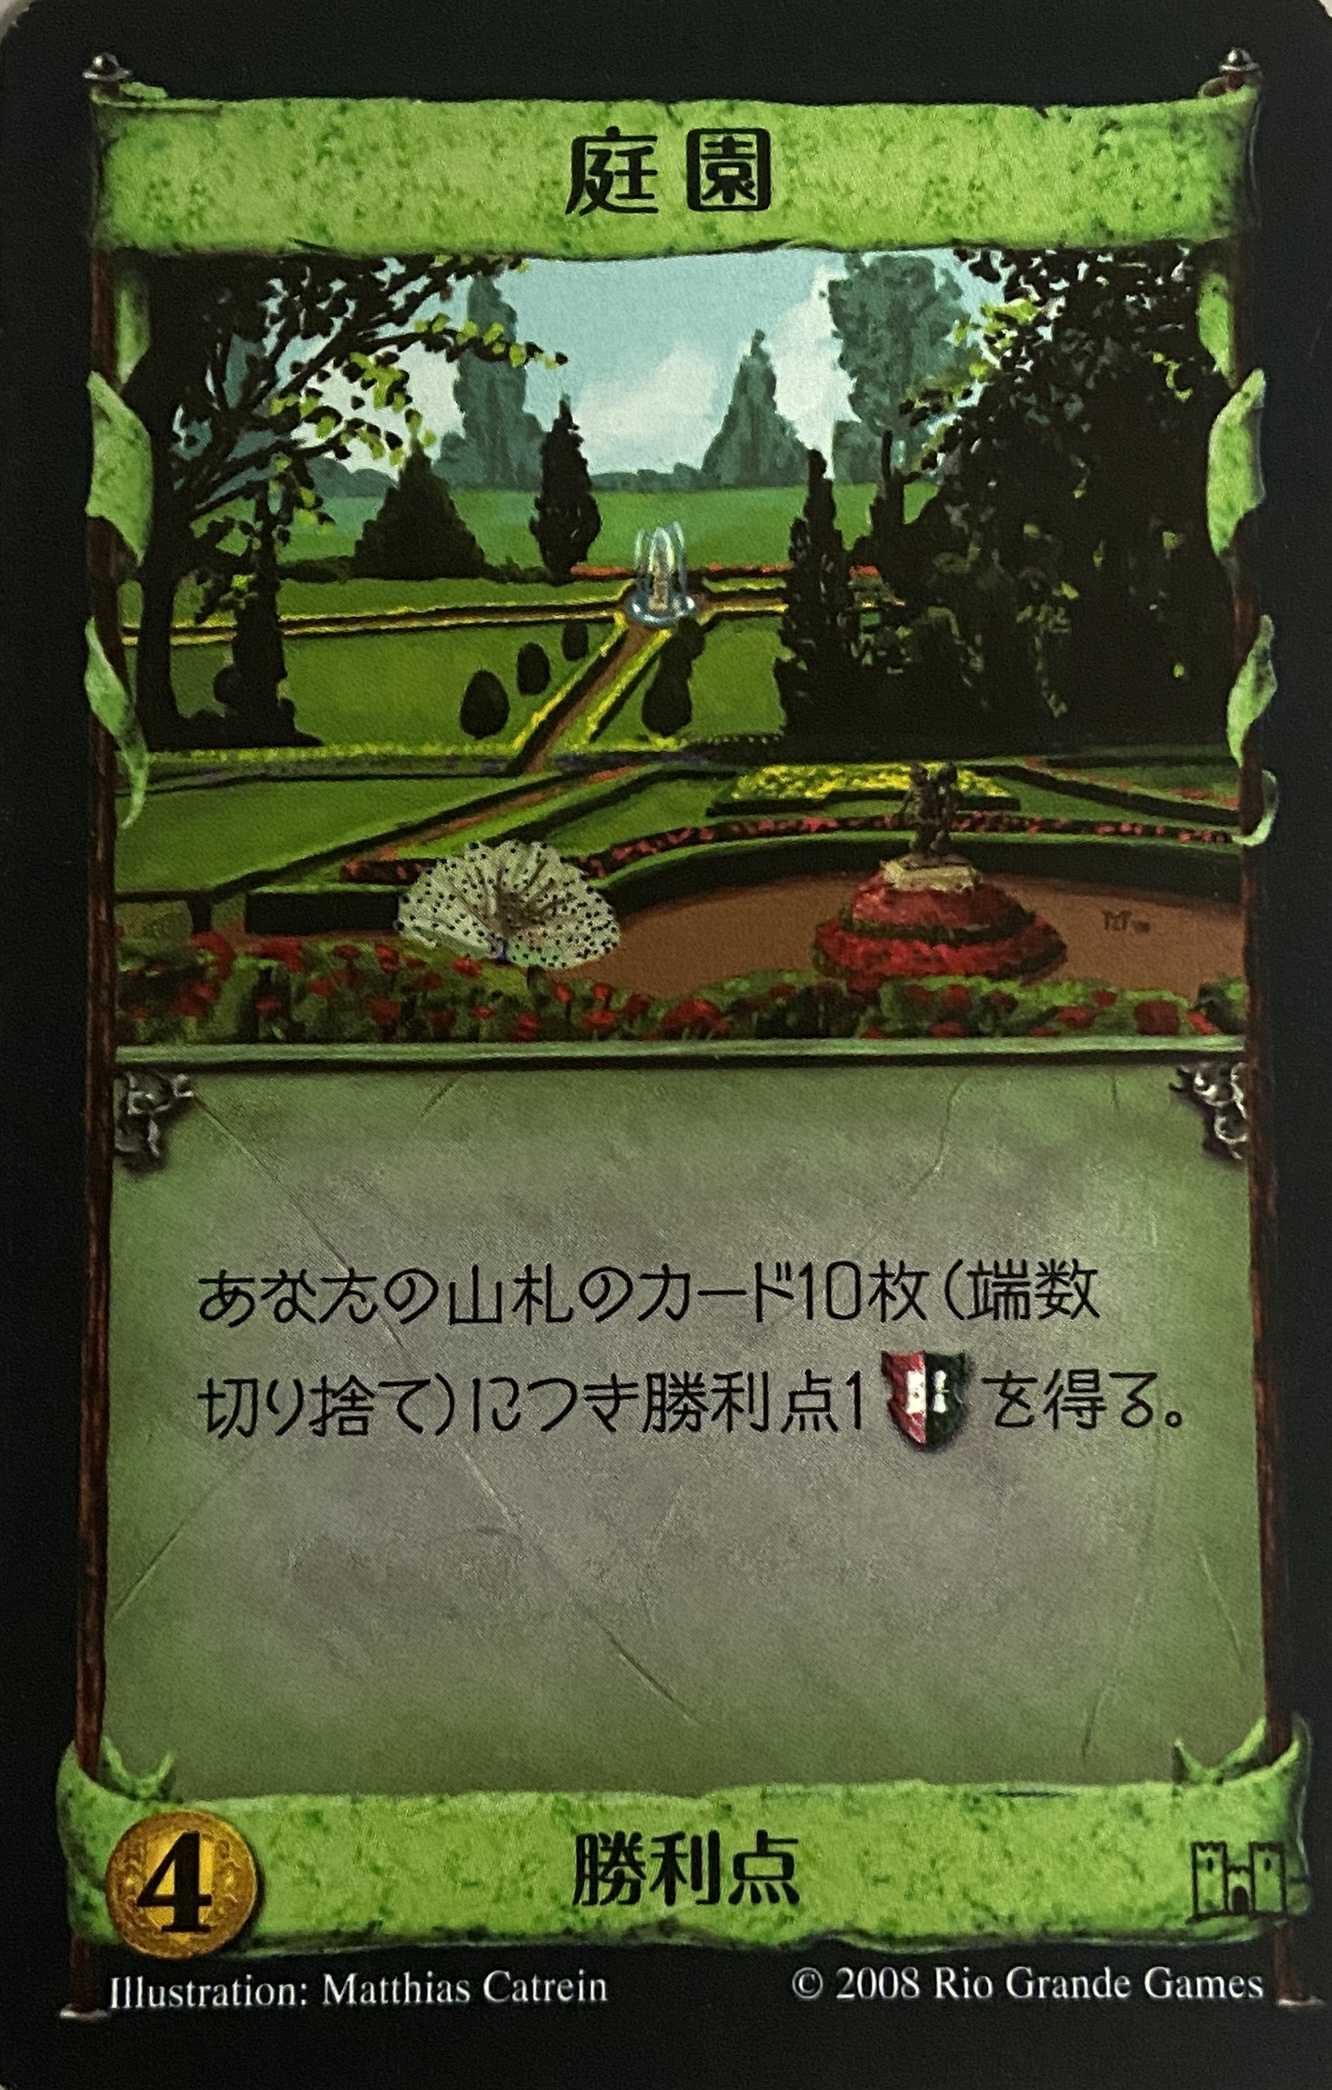 庭園
あなたの山札のカード10枚(端数
切り捨て)につき勝利点1を得る。
4
勝利点
Illustration: Matthias Catrein
© 2008 Rio Grande Games